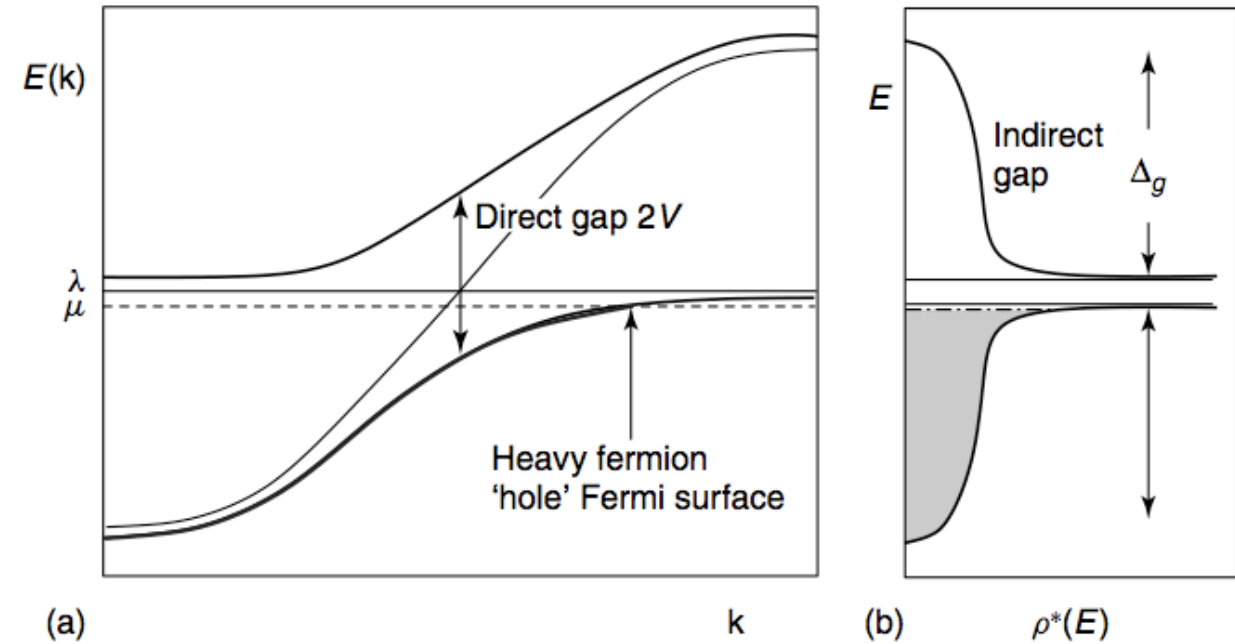 E(k)
λ
μ
Direct gap 2V
Heavy fermion
‘hole’ Fermi surface
(a)
k
E
Indirect
gap
Δg
(b)
ρ*(E)